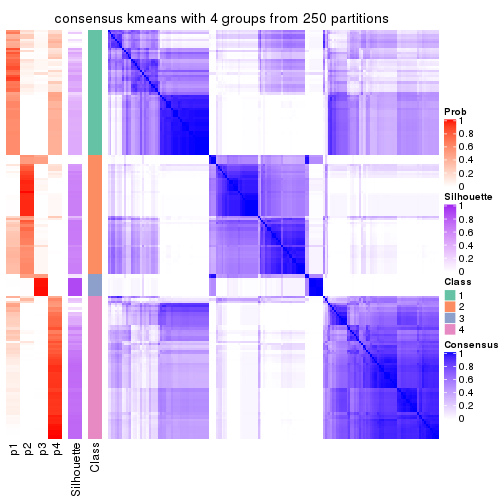 consensus kmeans with 4 groups from 250 partitions
Prob
1
0.8
0.6
0.4
0.2
0
Silhouette
1
0.8
0.6
0.4
0.2
0
Class
1
2
3
4
Consensus
1
0.8
0.6
0.4
0.2
0
p1
p2
p3
p4
Silhouette
Class